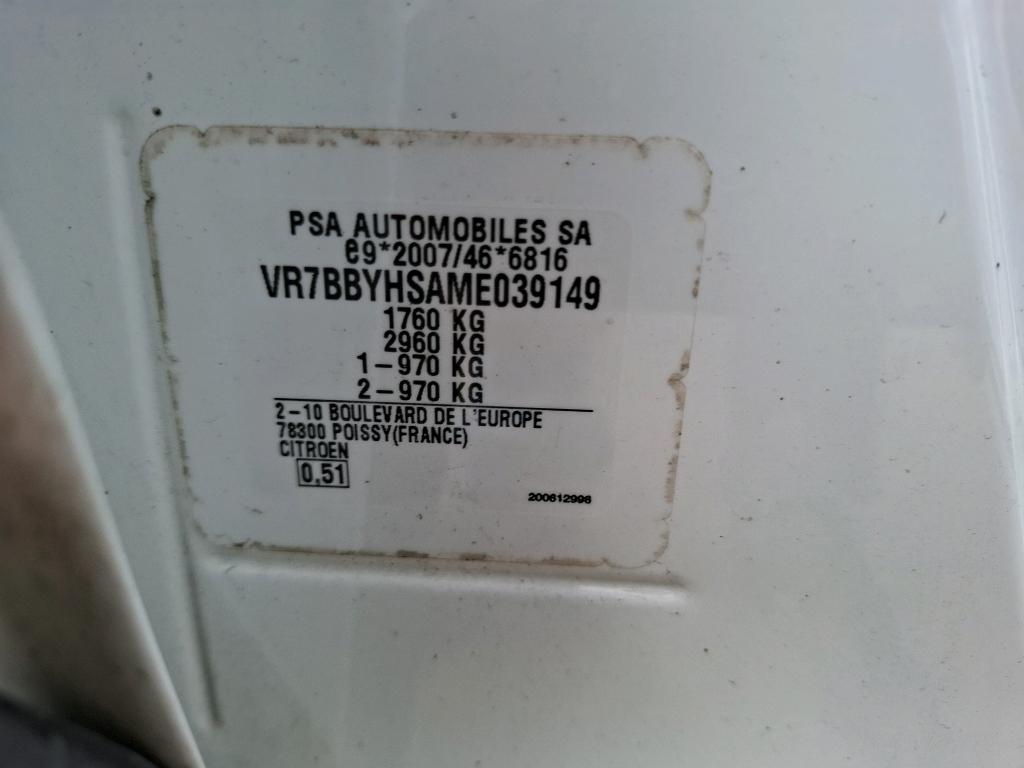 PSA AUTOMOBILES SA
e9*2007/46*6816
VR7BBYHSAME039149
1760 KG
2960 KG
1-970 KG
2-970 KG
2-10 BOULEVARD DE L'EUROPE
78300 POISSY(FRANCE)
CITROEN
0,51
200612996